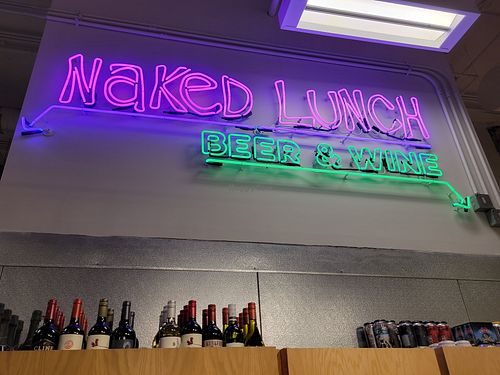 Naked Lunch
BEER & WINE